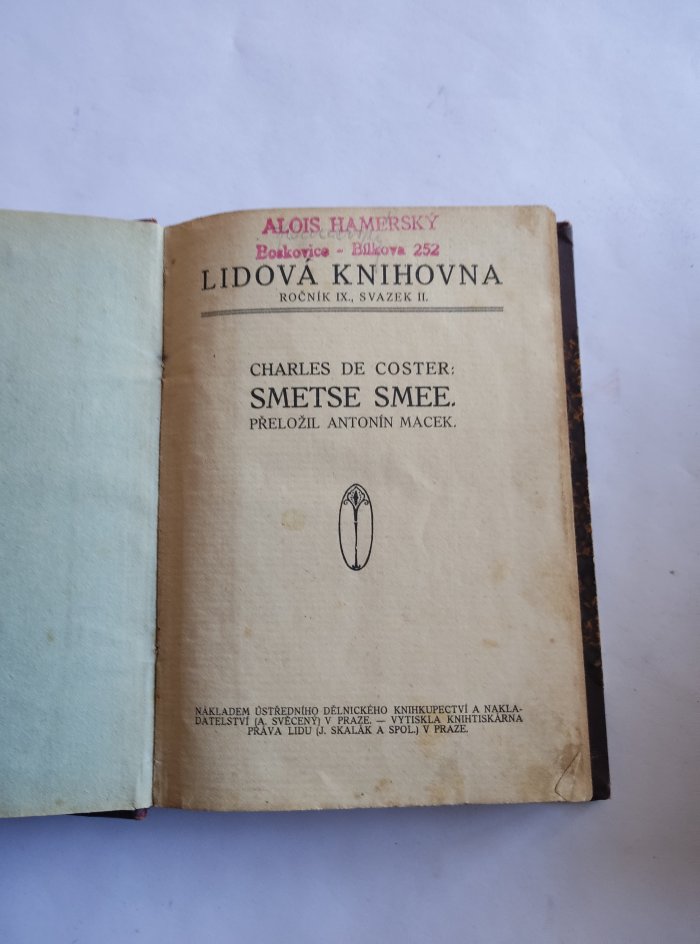 ALOIS HAMERSKÝ
Boskovice - Bílkova 252
LIDOVÁ KNIHOVNA
ROČNÍK IX., SVAZEK II.
CHARLES DE COSTER:
SMETSE SMEE.
PŘELOŽIL ANTONÍN MACEK.
NÁKLADEM ÚSTŘEDNÍHO DĚLNICKÉHO KNIHKUPECTVÍ A NAKLA-
DATELSTVÍ (A. SVĚCENÝ) V PRAZE. — VYTISKLA KNIHTISKÁRNA
PRÁVA LIDU (J. SKALÁK A SPOL.) V PRAZE.